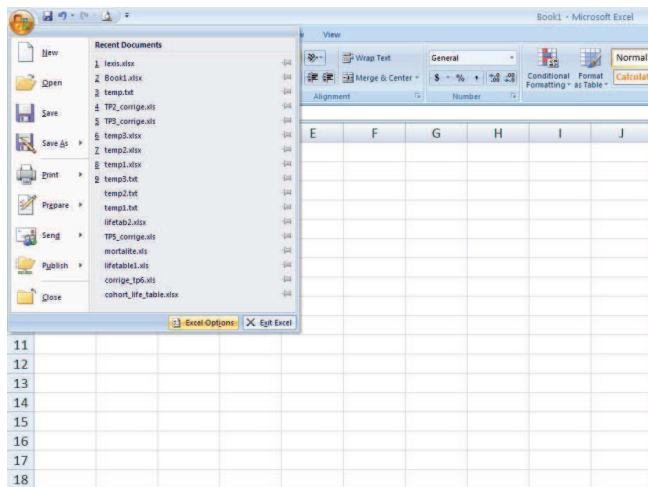 Book1 - Microsoft Excel
View
New
Open
Save
Save As
Print
Prepare
Send
Publish
Close
Recent Documents
1 lexis.xlsx
2 Book1.xlsx
3 temp.txt
4 TP2_corrige.xls
5 TP3_corrige.xls
6 temp3.xlsx
7 temp2.xlsx
8 temp1.xlsx
9 temp3.txt
temp2.txt
temp1.txt
lifetab2.xlsx
TP5_corrige.xls
mortalite.xls
lifetable1.xls
corrige_tp6.xls
cohort_life_table.xlsx
Excel Options
Exit Excel
Wrap Text
Merge & Center
Alignment
General
$ % ,
Number
Conditional Formatting
Format as Table
Normal
Calculat
E F G H I J
11
12
13
14
15
16
17
18